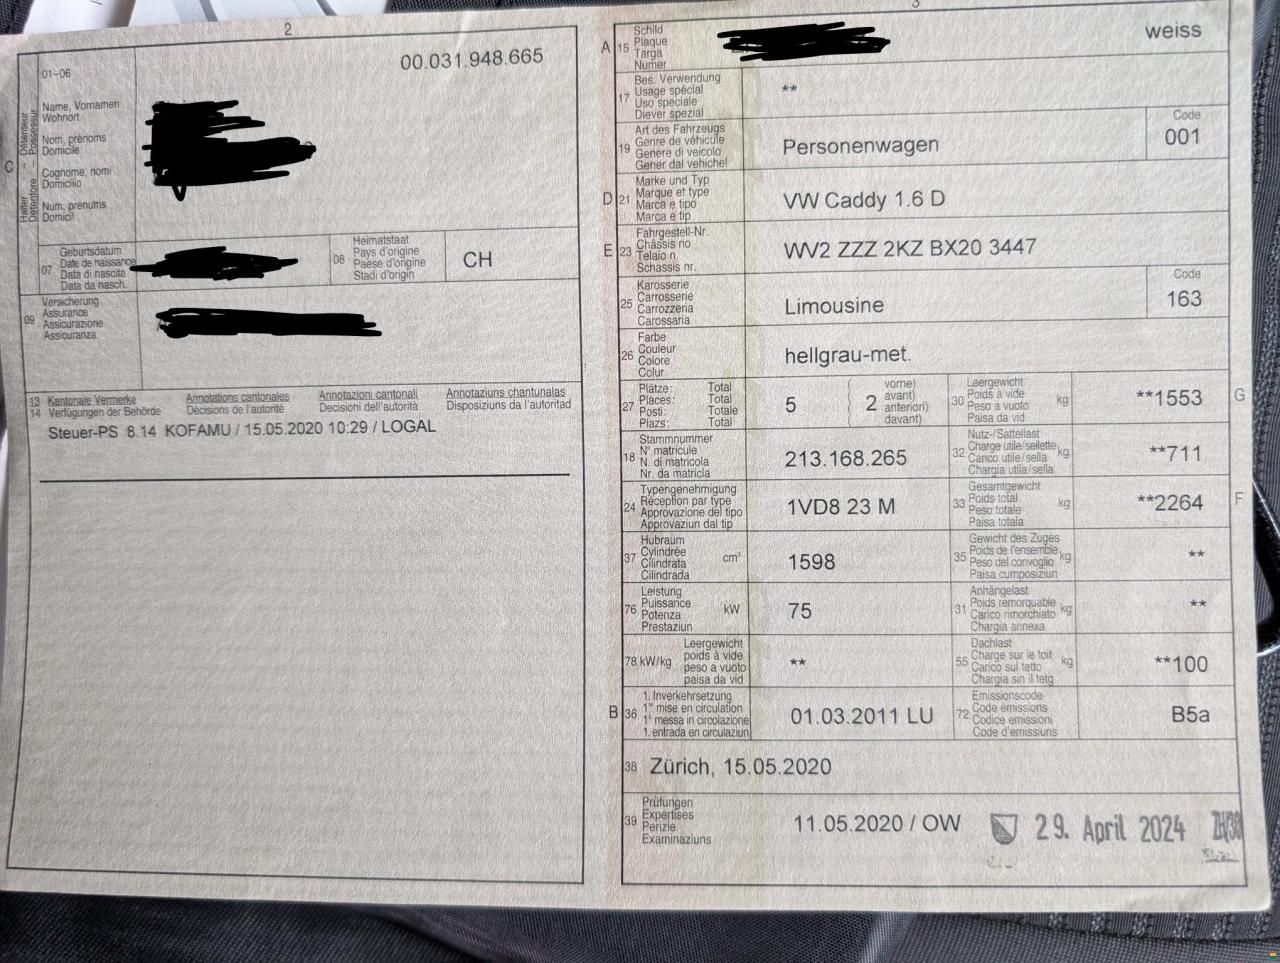 2
00.031.948.665
01–06
Name, Vornamen
Wohnort
Nom, prénoms
Domicile
Cognome, nomi
Domicilio
Num, prenums
Domicil
C
Halter – Détenteur
Detentore – Possessur
07
Geburtsdatum
Date de naissance
Data di nascita
Data da nasch.
08
Heimatstaat
Pays d'origine
Paese d'origine
Stadi d'origin
CH
09
Versicherung
Assurance
Assicurazione
Assicuranza
13 Kantonale Vermerke Annotations cantonales Annotazioni cantonali Annotaziuns chantunalas
14 Verfügungen der Behörde Décisions de l'autorité Decisioni dell'autorità Disposiziuns da l'autoritad
Steuer-PS 8.14 KOFAMU / 15.05.2020 10:29 / LOGAL
3
A 15
Schild
Plaque
Targa
Numer
weiss
17
Bes. Verwendung
Usage spécial
Uso speciale
Diever spezial
**
19
Art des Fahrzeugs
Genre de véhicule
Genere di veicolo
Gener dal vehichel
Personenwagen
Code
001
D 21
Marke und Typ
Marque et type
Marca e tipo
Marca e tip
VW Caddy 1.6 D
E 23
Fahrgestell-Nr.
Châssis no
Telaio n.
Schassis nr.
WV2 ZZZ 2KZ BX20 3447
25
Karosserie
Carrosserie
Carrozzeria
Carossaria
Limousine
Code
163
26
Farbe
Couleur
Colore
Colur
hellgrau-met.
27
Plätze: Total
Places: Total
Posti: Totale
Plazs: Total
5
2
vorne)
avant)
anteriori)
davant)
30
Leergewicht
Poids à vide
Peso a vuoto
Paisa da vid
kg
**1553
G
18
Stammnummer
N° matricule
N. di matricola
Nr. da matricla
213.168.265
32
Nutz-/Sattellast
Charge utile/sellette
Carico utile/sella
Chargia utila/sella
kg
**711
24
Typengenehmigung
Réception par type
Approvazione del tipo
Approvaziun dal tip
1VD8 23 M
33
Gesamtgewicht
Poids total
Peso totale
Paisa totala
kg
**2264
F
37
Hubraum
Cylindrée
Cilindrata
Cilindrada
cm³
1598
35
Gewicht des Zuges
Poids de l'ensemble
Peso del convoglio
Paisa cumposiziun
kg
**
76
Leistung
Puissance
Potenza
Prestaziun
kW
75
31
Anhängelast
Poids remorquable
Carico rimorchiato
Chargia annexa
kg
**
78 kW/kg
Leergewicht
poids à vide
peso a vuoto
paisa da vid
**
55
Dachlast
Charge sur le toit
Carico sul tetto
Chargia sin il tetg
kg
**100
B 36
1. Inverkehrsetzung
1re mise en circulation
1a messa in circolazione
1. entrada en circulaziun
01.03.2011 LU
72
Emissionscode
Code émissions
Codice emissioni
Code d'emissiuns
B5a
38 Zürich, 15.05.2020
39
Prüfungen
Expertises
Perizie
Examinaziuns
11.05.2020 / OW
29. April 2024